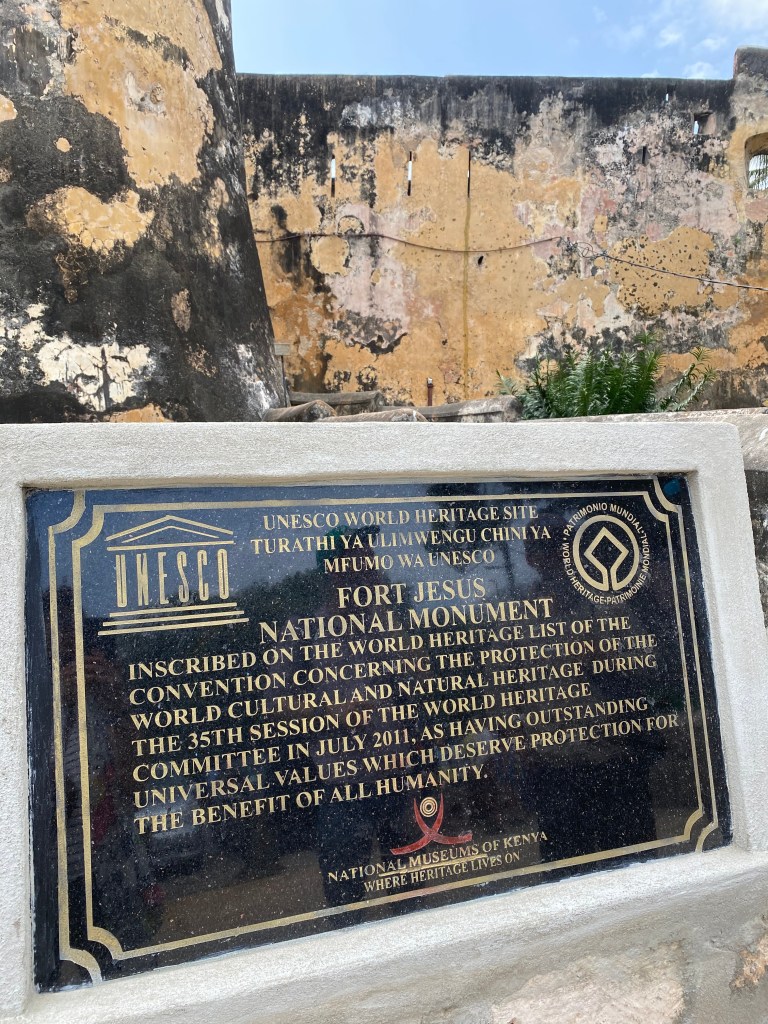 UNESCO
UNESCO WORLD HERITAGE SITE
TURATHI YA ULIMWENGU CHINI YA
MFUMO WA UNESCO
PATRIMONIO MUNDIAL
WORLD HERITAGE
PATRIMOINE MONDIAL
FORT JESUS
NATIONAL MONUMENT
INSCRIBED ON THE WORLD HERITAGE LIST OF THE
CONVENTION CONCERNING THE PROTECTION OF THE
WORLD CULTURAL AND NATURAL HERITAGE DURING
THE 35TH SESSION OF THE WORLD HERITAGE
COMMITTEE IN JULY 2011, AS HAVING OUTSTANDING
UNIVERSAL VALUES WHICH DESERVE PROTECTION FOR
THE BENEFIT OF ALL HUMANITY.
NATIONAL MUSEUMS OF KENYA
WHERE HERITAGE LIVES ON